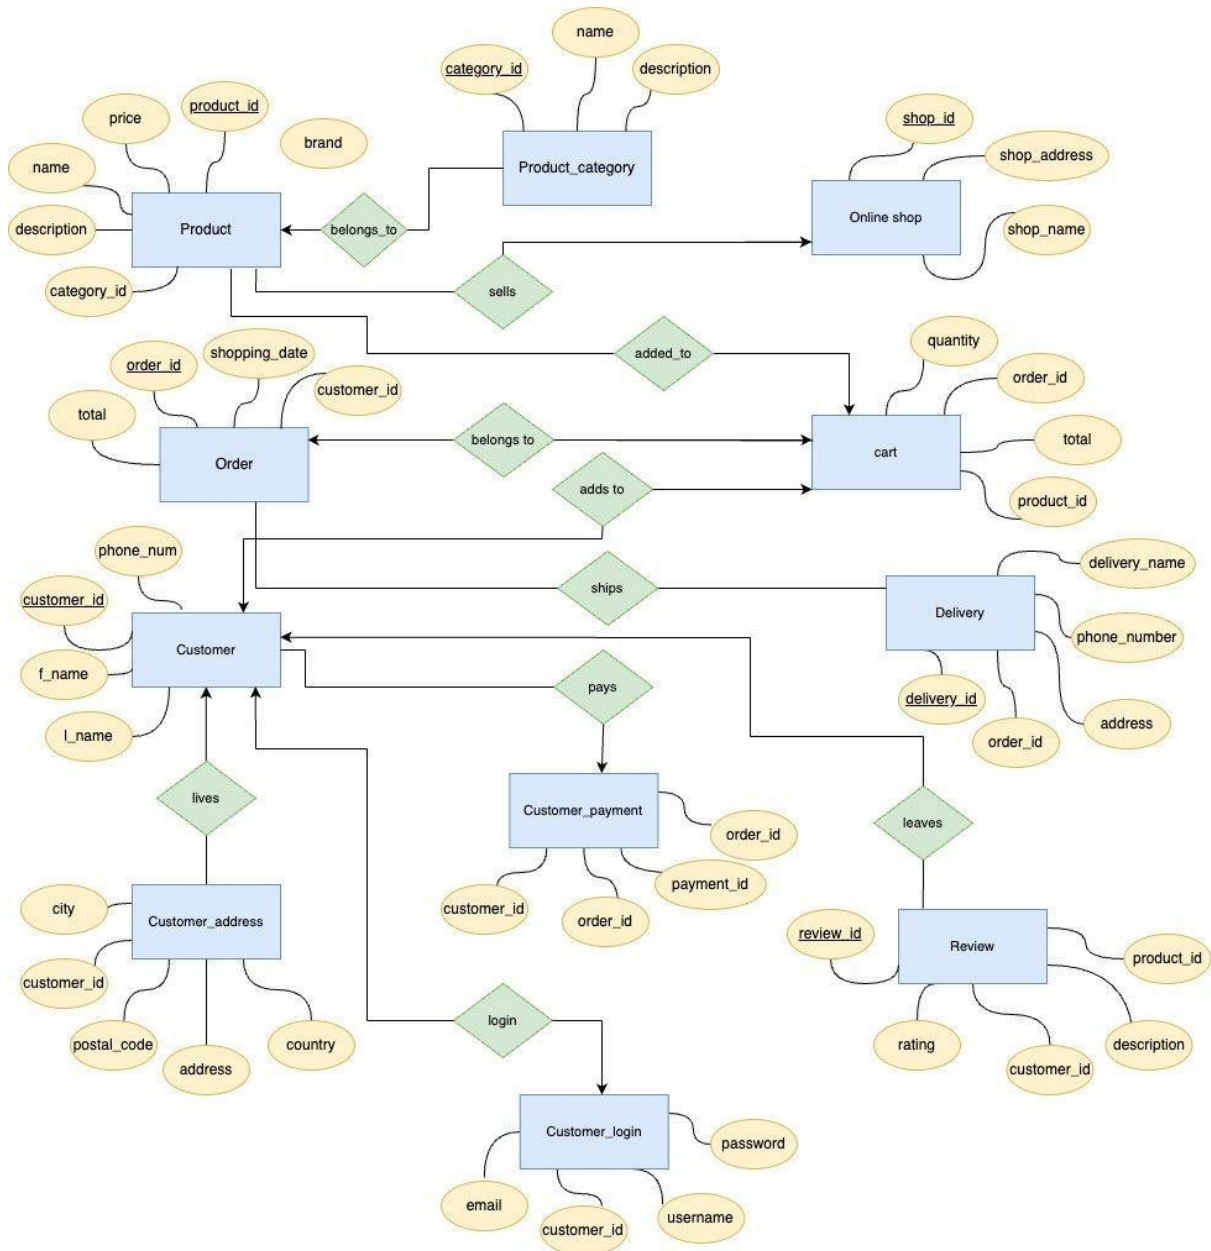 name
category_id
description
product_id
price
brand
shop_id
shop_address
name
Product_category
Online shop
Product
belongs_to
description
shop_name
category_id
sells
quantity
shopping_date
order_id
added_to
customer_id
order_id
total
belongs to
total
Order
cart
adds to
product_id
phone_num
delivery_name
customer_id
ships
Delivery
phone_number
Customer
f_name
pays
delivery_id
address
l_name
order_id
lives
Customer_payment
leaves
order_id
payment_id
city
customer_id
order_id
Customer_address
review_id
Review
product_id
customer_id
login
postal_code
country
address
rating
description
customer_id
Customer_login
password
email
customer_id
username